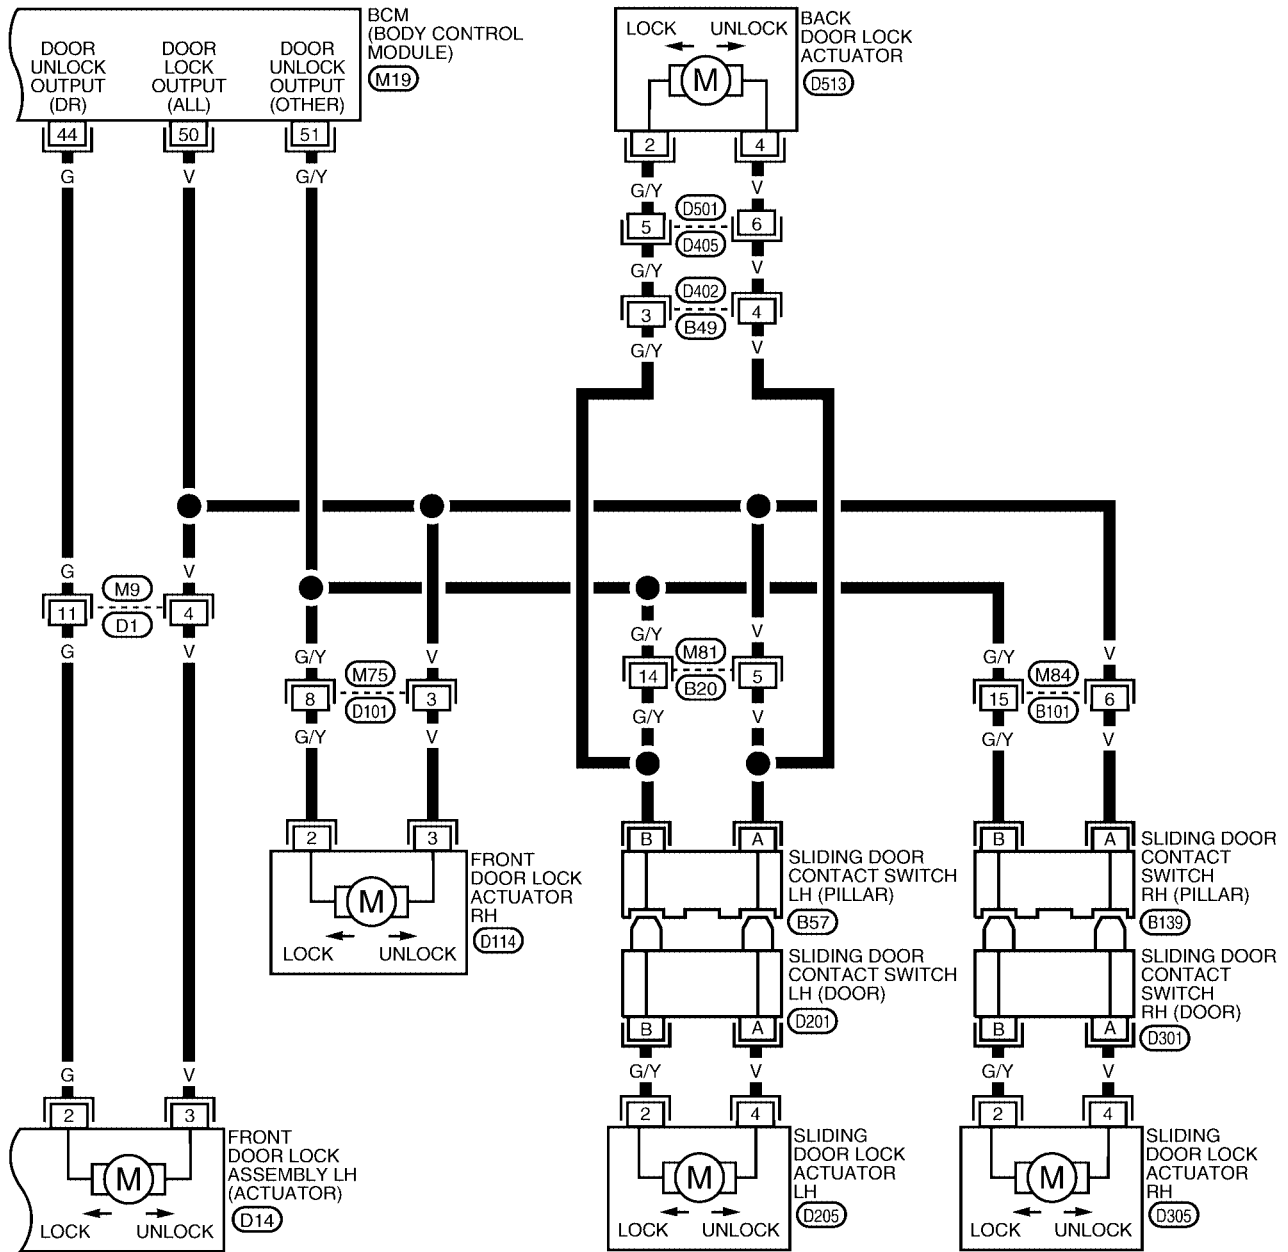 BCM
(BODY CONTROL
MODULE)
M19
DOOR
UNLOCK
OUTPUT
(DR)
DOOR
LOCK
OUTPUT
(ALL)
DOOR
UNLOCK
OUTPUT
(OTHER)
44
50
51
G
V
G/Y
LOCK
UNLOCK
M
BACK
DOOR LOCK
ACTUATOR
D513
2
4
G/Y
V
5
D501
D405
6
G/Y
V
3
D402
B49
4
G/Y
V
G
V
11
M9
D1
4
G
V
G/Y
V
8
M75
D101
3
G/Y
V
G/Y
V
14
M81
B20
5
G/Y
V
G/Y
V
15
M84
B101
6
G/Y
V
2
3
M
LOCK
UNLOCK
FRONT
DOOR LOCK
ACTUATOR
RH
D114
B
A
SLIDING DOOR
CONTACT SWITCH
LH (PILLAR)
B57
SLIDING DOOR
CONTACT SWITCH
LH (DOOR)
D201
B
A
G/Y
V
B
A
SLIDING DOOR
CONTACT
SWITCH
RH (PILLAR)
B139
SLIDING DOOR
CONTACT
SWITCH
RH (DOOR)
D301
B
A
G/Y
V
G
V
2
3
M
LOCK
UNLOCK
FRONT
DOOR LOCK
ASSEMBLY LH
(ACTUATOR)
D14
2
4
M
LOCK
UNLOCK
SLIDING
DOOR LOCK
ACTUATOR
LH
D205
2
4
M
LOCK
UNLOCK
SLIDING
DOOR LOCK
ACTUATOR
RH
D305